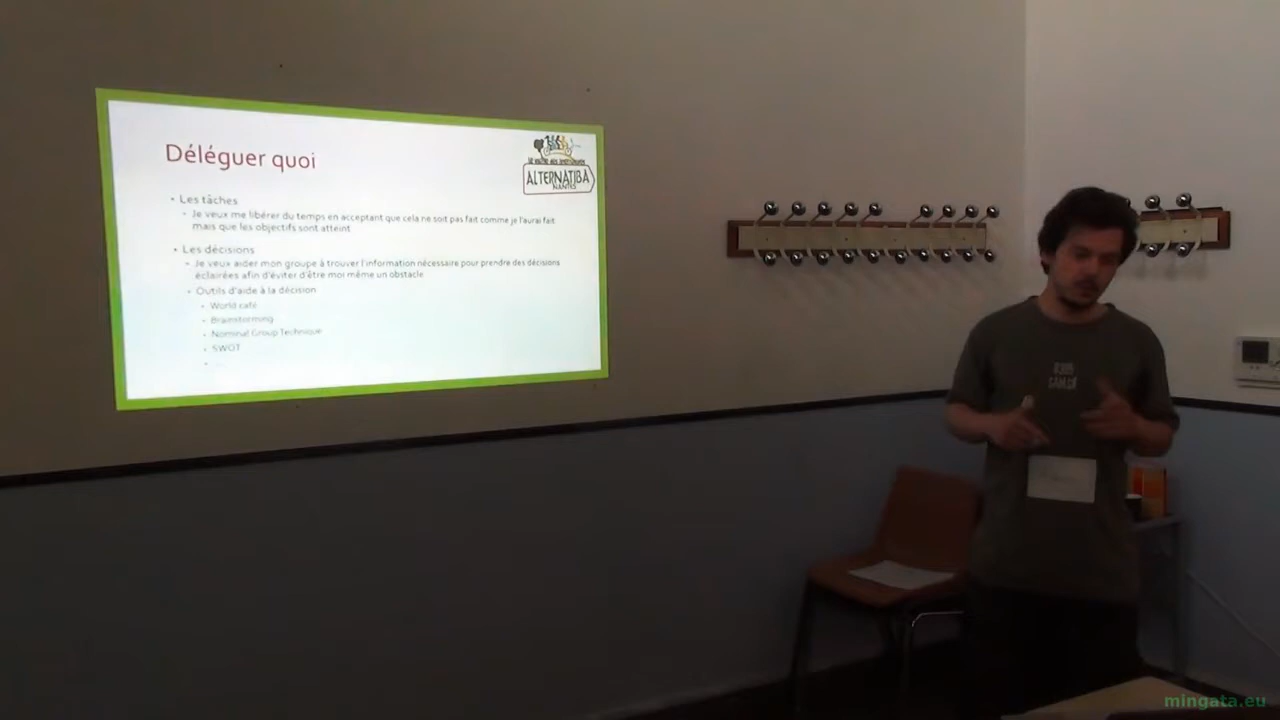 Déléguer quoi
ALTERNATIBA
NANTES
• Les tâches
• Je veux me libérer du temps en acceptant que cela ne soit pas fait comme je l'aurai fait
mais que les objectifs sont atteint
• Les décisions
• Je veux aider mon groupe à trouver l'information nécessaire pour prendre des décisions
éclairées afin d'éviter d'être moi même un obstacle
• Outils d'aide à la décision
• World café
• Brainstorming
• Nominal Group Technique
• SWOT
• ...
mingata.eu